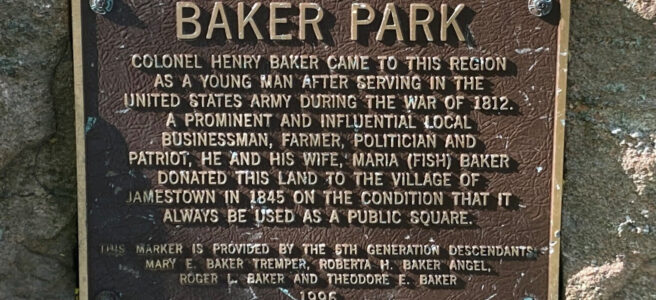 BAKER PARK
COLONEL HENRY BAKER CAME TO THIS REGION
AS A YOUNG MAN AFTER SERVING IN THE
UNITED STATES ARMY DURING THE WAR OF 1812.
A PROMINENT AND INFLUENTIAL LOCAL
BUSINESSMAN, FARMER, POLITICIAN AND
PATRIOT, HE AND HIS WIFE, MARIA (FISH) BAKER
DONATED THIS LAND TO THE VILLAGE OF
JAMESTOWN IN 1845 ON THE CONDITION THAT IT
ALWAYS BE USED AS A PUBLIC SQUARE.
THIS MARKER IS PROVIDED BY THE 5TH GENERATION DESCENDANTS,
MARY E. BAKER TREMPER, ROBERTA H. BAKER ANGEL,
ROGER L. BAKER AND THEODORE E. BAKER
1996